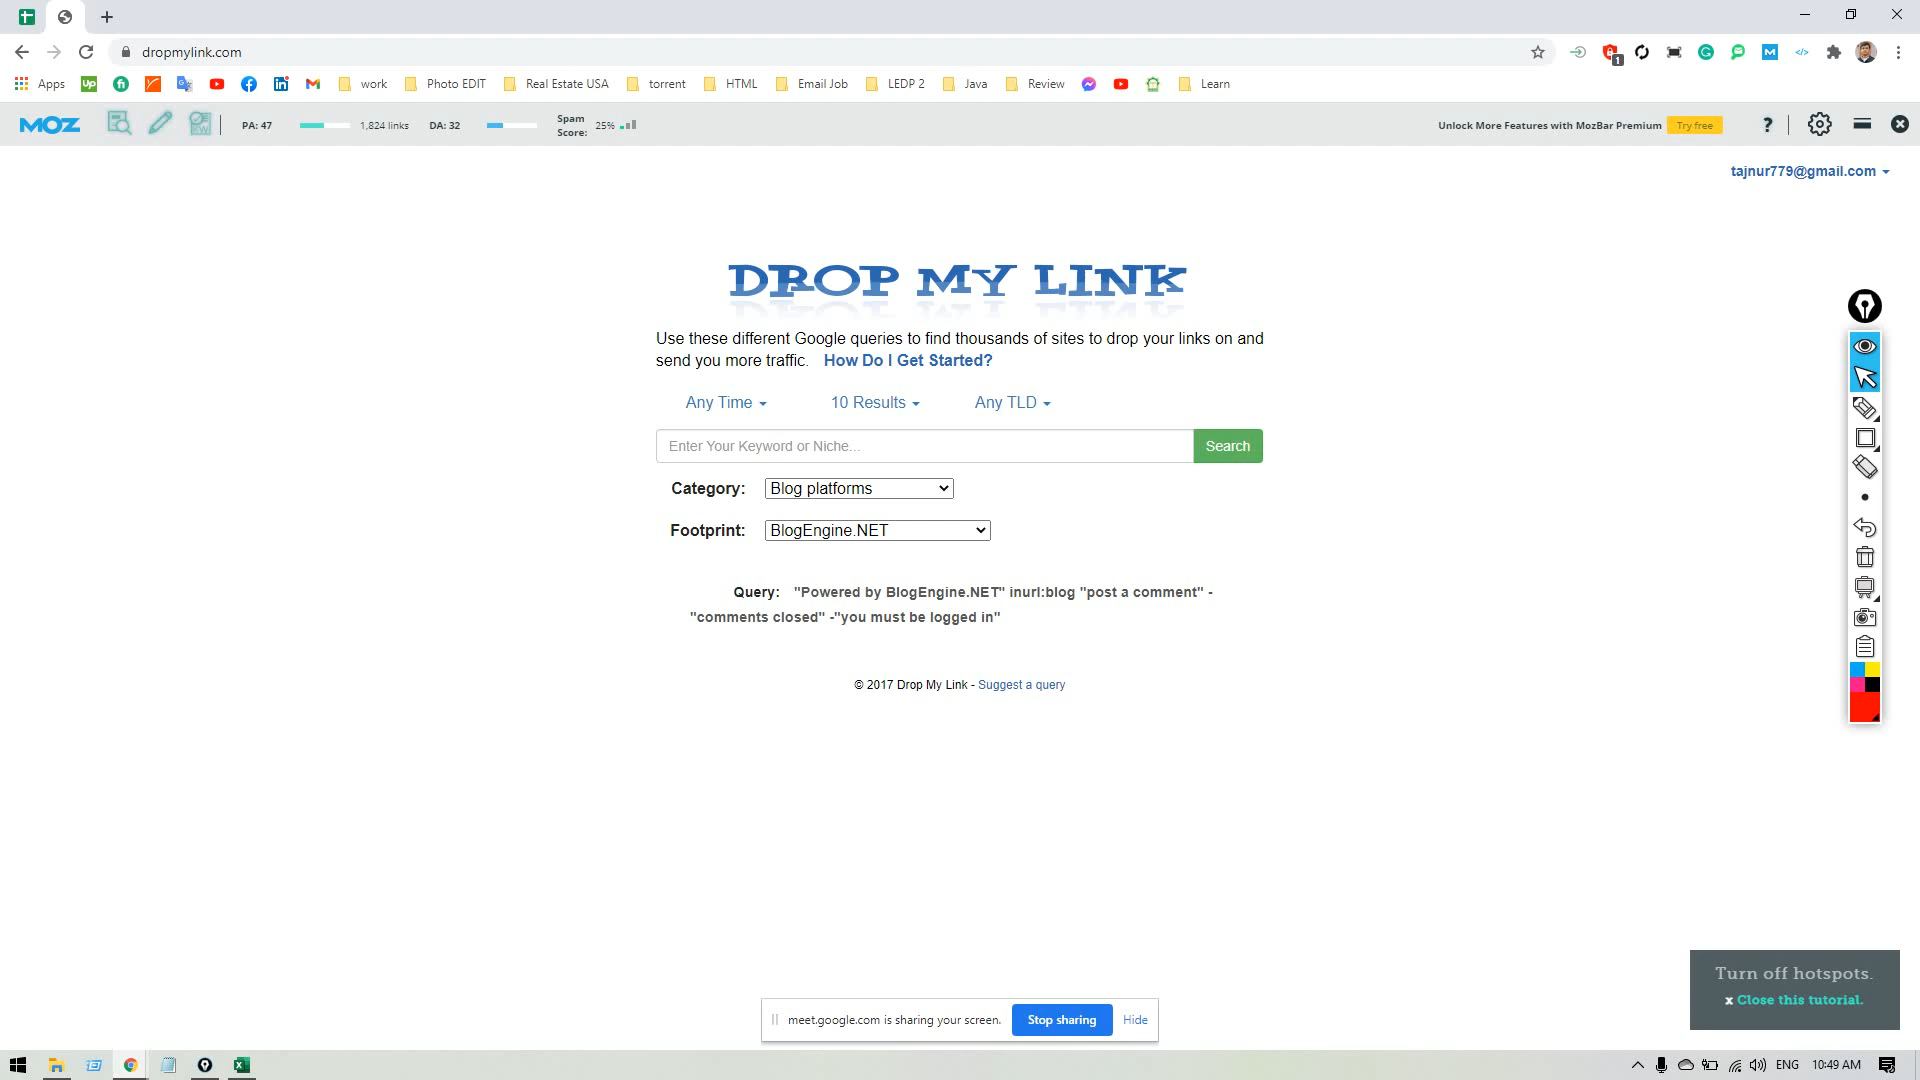 dropmylink.com
Apps work Photo EDIT Real Estate USA torrent HTML Email Job LEDP 2 Java Review Learn
MOZ PA: 47 1,824 links DA: 32 Spam Score: 25% Unlock More Features with MozBar Premium Try free ?
tajnur779@gmail.com
DROP MY LINK
Use these different Google queries to find thousands of sites to drop your links on and
send you more traffic. How Do I Get Started?
Any Time 10 Results Any TLD
Enter Your Keyword or Niche... Search
Category: Blog platforms
Footprint: BlogEngine.NET
Query: "Powered by BlogEngine.NET" inurl:blog "post a comment" -
"comments closed" -"you must be logged in"
© 2017 Drop My Link - Suggest a query
Turn off hotspots.
x Close this tutorial.
meet.google.com is sharing your screen. Stop sharing Hide
ENG 10:49 AM